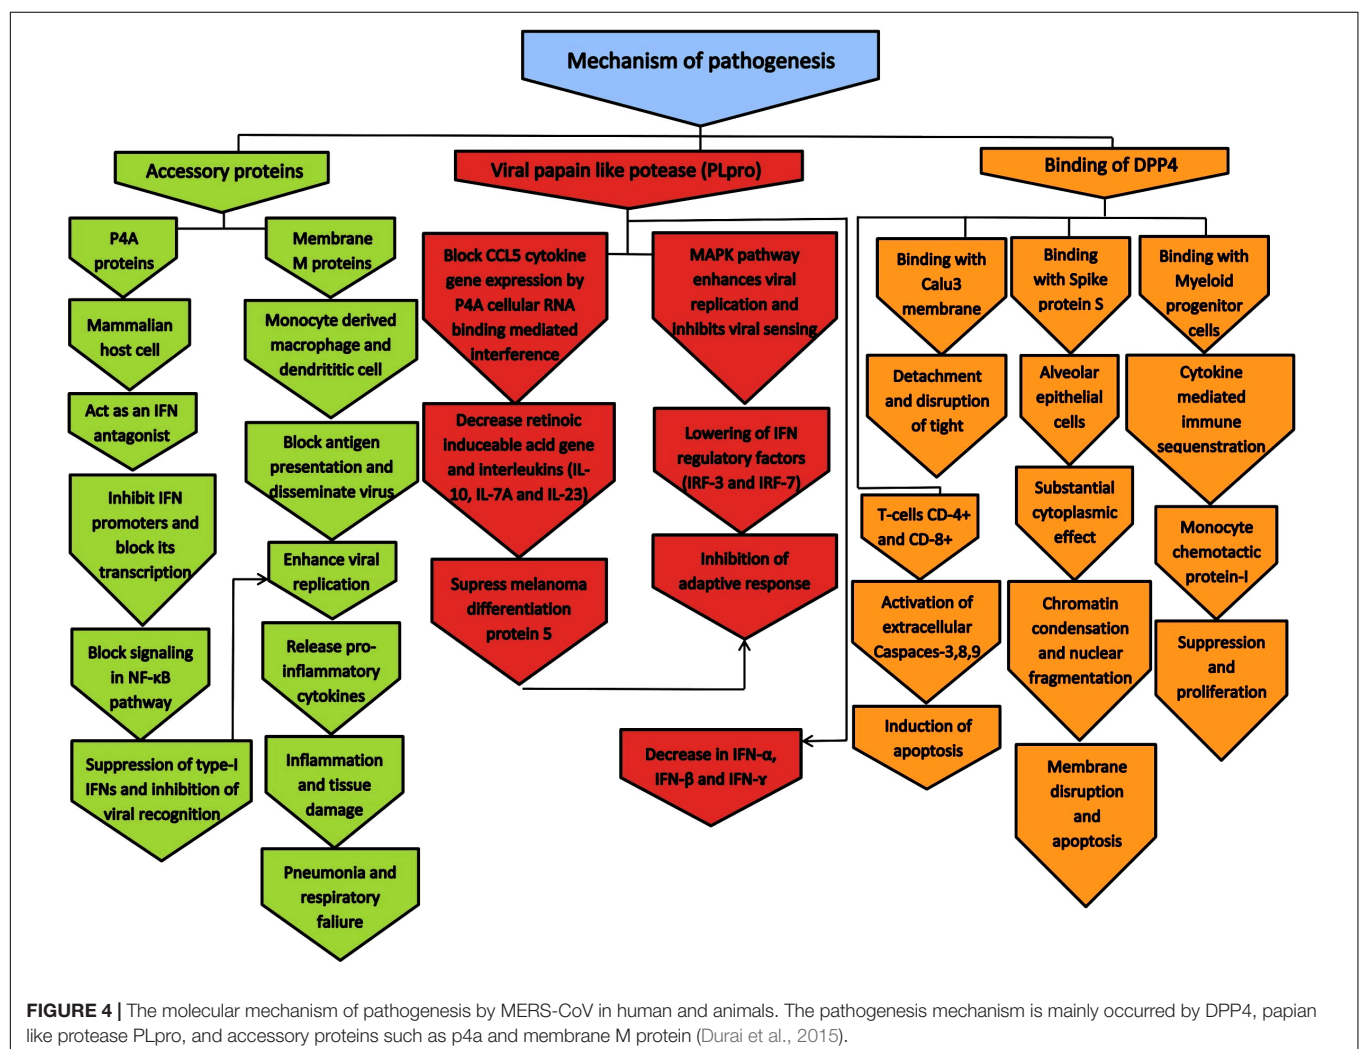 Mechanism of pathogenesis
Accessory proteins
P4A
proteins
Mammalian
host cell
Act as an IFN
antagonist
Inhibit IFN
promoters and
block its
transcription
Block signaling
in NF-κB
pathway
Suppression of type-I
IFNs and inhibition of
viral recognition
Membrane
M proteins
Monocyte derived
macrophage and
dendrititic cell
Block antigen
presentation and
disseminate virus
Enhance viral
replication
Release pro-
inflammatory
cytokines
Inflammation
and tissue
damage
Pneumonia and
respiratory
faliure
Viral papain like potease (PLpro)
Block CCL5 cytokine
gene expression by
P4A cellular RNA
binding mediated
interference
Decrease retinoic
induceable acid gene
and interleukins (IL-
10, IL-7A and IL-23)
Supress melanoma
differentiation
protein 5
MAPK pathway
enhances viral
replication and
inhibits viral sensing
Lowering of IFN
regulatory factors
(IRF-3 and IRF-7)
Inhibition of
adaptive response
Decrease in IFN-α,
IFN-β and IFN-ɤ
Binding of DPP4
Binding with
Calu3
membrane
Detachment
and disruption
of tight
T-cells CD-4+
and CD-8+
Activation of
extracellular
Caspaces-3,8,9
Induction of
apoptosis
Binding
with Spike
protein S
Alveolar
epithelial
cells
Substantial
cytoplasmic
effect
Chromatin
condensation
and nuclear
fragmentation
Membrane
disruption
and
apoptosis
Binding with
Myeloid
progenitor
cells
Cytokine
mediated
immune
sequenstration
Monocyte
chemotactic
protein-I
Suppression
and
proliferation
FIGURE 4 | The molecular mechanism of pathogenesis by MERS-CoV in human and animals. The pathogenesis mechanism is mainly occurred by DPP4, papian
like protease PLpro, and accessory proteins such as p4a and membrane M protein (Durai et al., 2015).